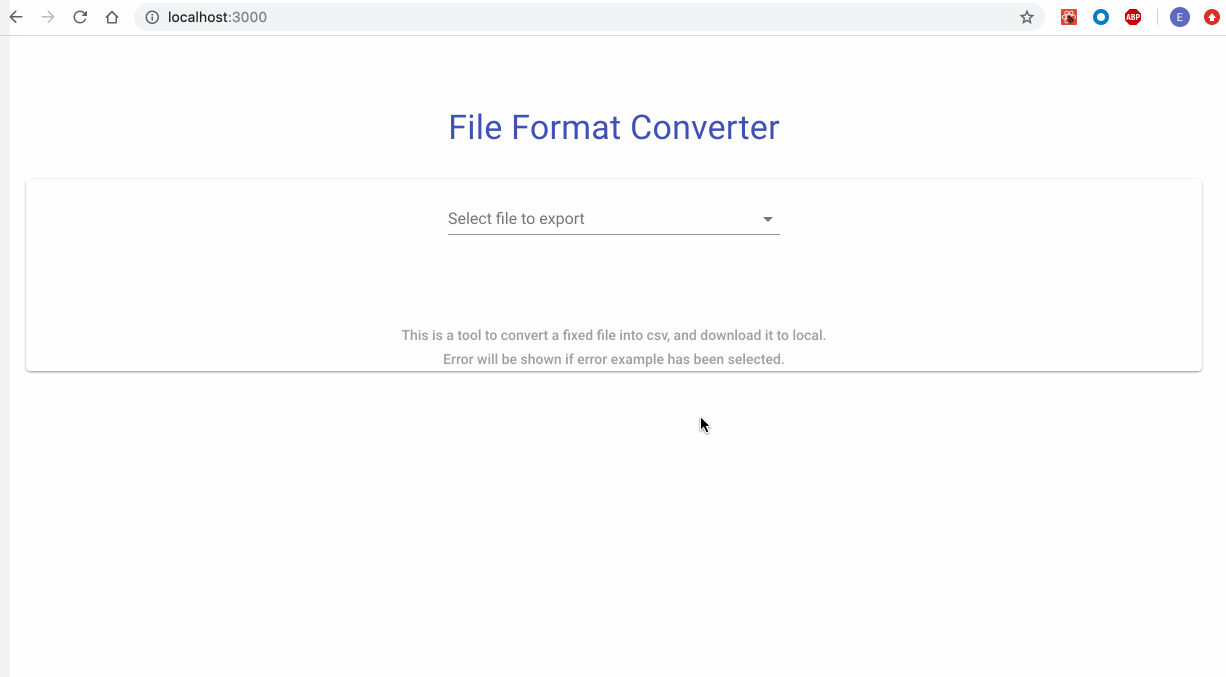 localhost:3000
ABP
E
File Format Converter
Select file to export
This is a tool to convert a fixed file into csv, and download it to local.
Error will be shown if error example has been selected.